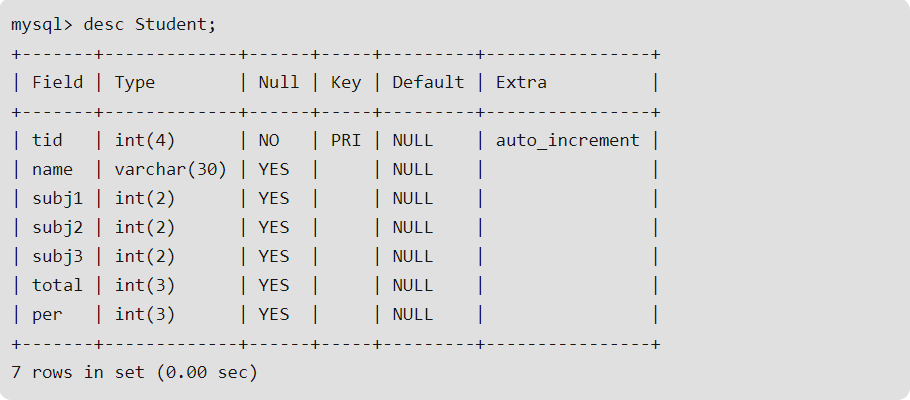 mysql> desc Student;
+-------+-------------+------+-----+---------+----------------+
| Field | Type        | Null | Key | Default | Extra          |
+-------+-------------+------+-----+---------+----------------+
| tid   | int(4)      | NO   | PRI | NULL    | auto_increment |
| name  | varchar(30) | YES  |     | NULL    |                |
| subj1 | int(2)      | YES  |     | NULL    |                |
| subj2 | int(2)      | YES  |     | NULL    |                |
| subj3 | int(2)      | YES  |     | NULL    |                |
| total | int(3)      | YES  |     | NULL    |                |
| per   | int(3)      | YES  |     | NULL    |                |
+-------+-------------+------+-----+---------+----------------+
7 rows in set (0.00 sec)